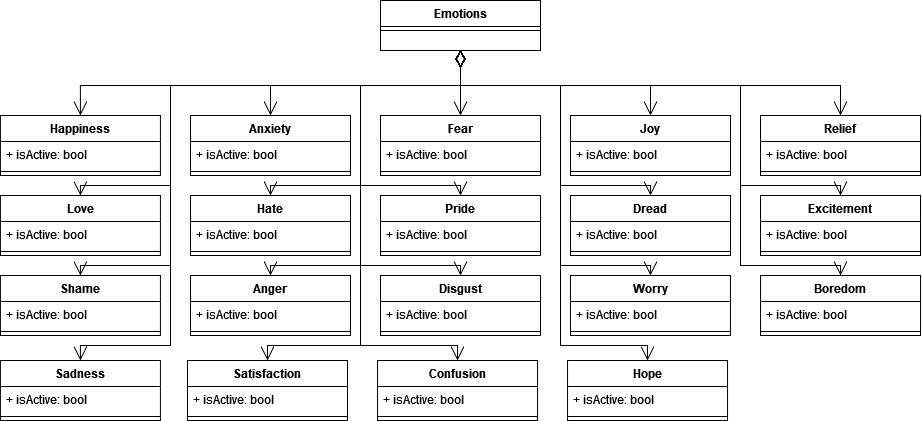 Emotions
Happiness
Anxiety
Fear
Joy
Relief
+ isActive: bool
+ isActive: bool
+ isActive: bool
+ isActive: bool
+ isActive: bool
Love
Hate
Pride
Dread
Excitement
+ isActive: bool
+ isActive: bool
+ isActive: bool
+ isActive: bool
+ isActive: bool
Shame
Anger
Disgust
Worry
Boredom
+ isActive: bool
+ isActive: bool
+ isActive: bool
+ isActive: bool
+ isActive: bool
Sadness
Satisfaction
Confusion
Hope
+ isActive: bool
+ isActive: bool
+ isActive: bool
+ isActive: bool